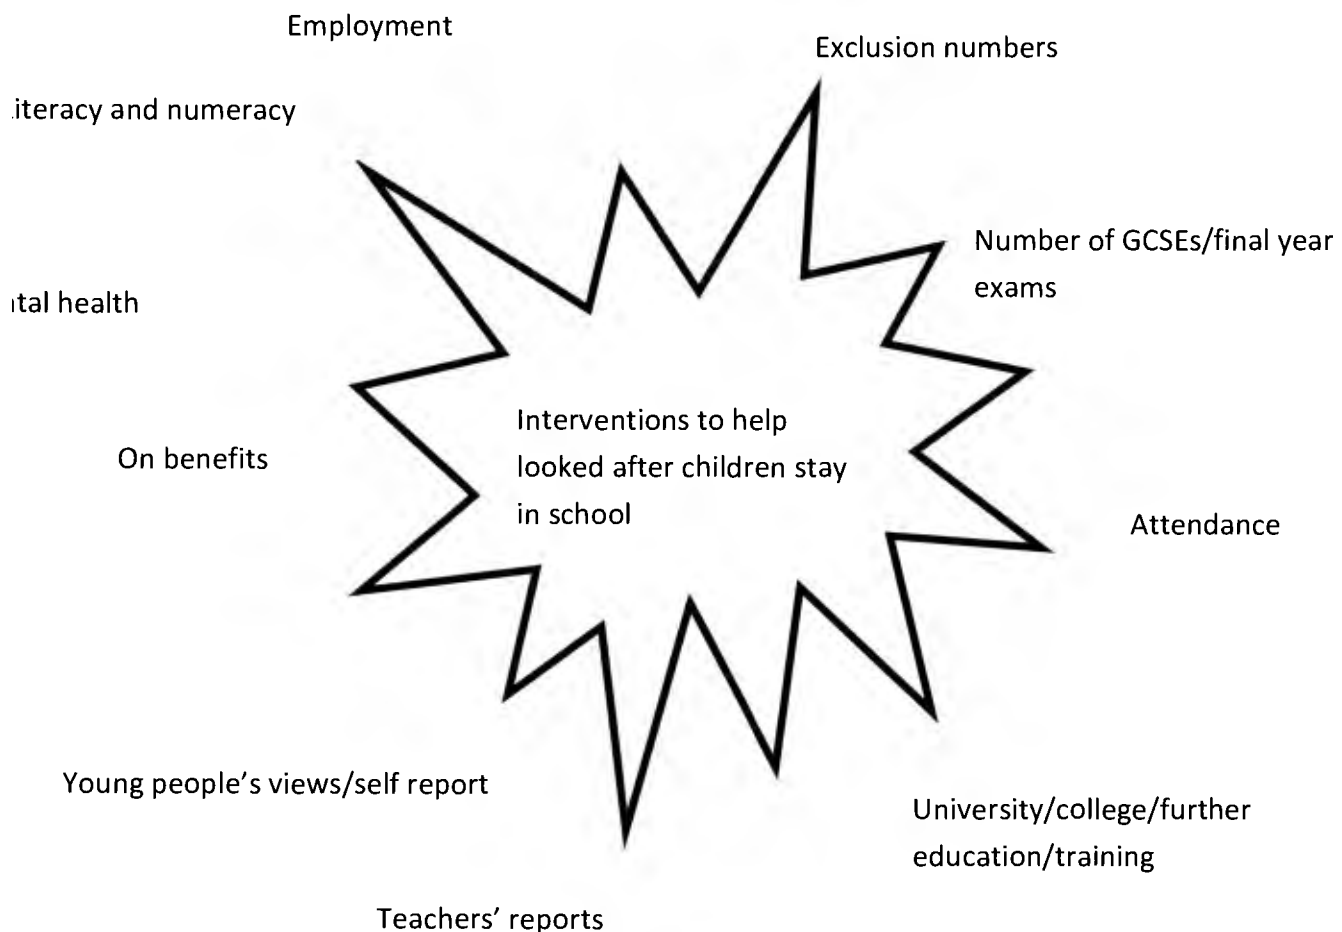 Employment
Exclusion numbers
iteracy and numeracy
Number of GCSEs/final year
exams
tal health
Interventions to help
looked after children stay
in school
On benefits
Attendance
Young people's views/self report
University/college/further
education/training
Teachers' reports